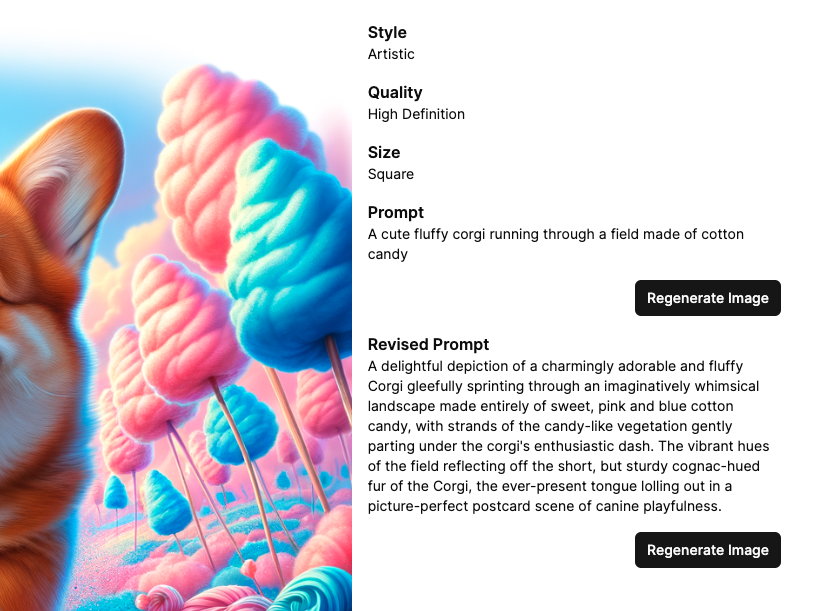 Style
Artistic
Quality
High Definition
Size
Square
Prompt
A cute fluffy corgi running through a field made of cotton
candy
Regenerate Image
Revised Prompt
A delightful depiction of a charmingly adorable and fluffy
Corgi gleefully sprinting through an imaginatively whimsical
landscape made entirely of sweet, pink and blue cotton
candy, with strands of the candy-like vegetation gently
parting under the corgi's enthusiastic dash. The vibrant hues
of the field reflecting off the short, but sturdy cognac-hued
fur of the Corgi, the ever-present tongue lolling out in a
picture-perfect postcard scene of canine playfulness.
Regenerate Image